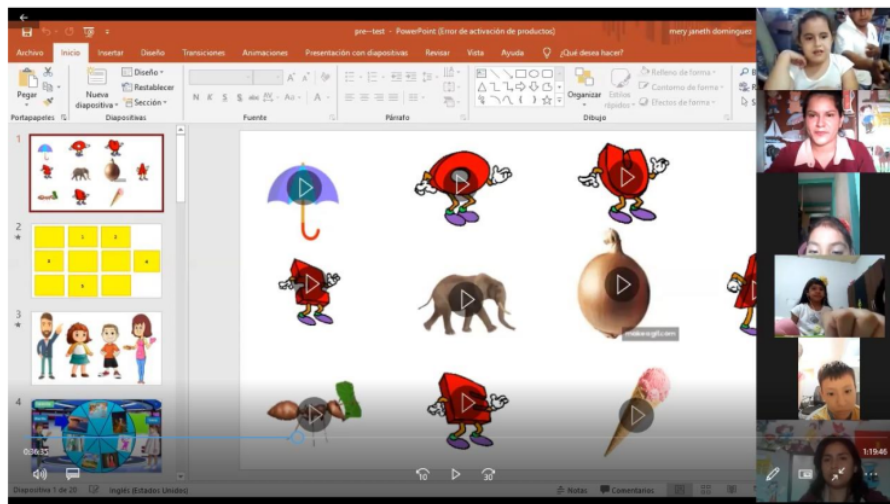 pre--test - PowerPoint (Error de activación de productos)
mery janeth dominguez
Archivo Inicio Insertar Diseño Transiciones Animaciones Presentación con diapositivas Revisar Vista Ayuda ¿Qué desea hacer?
Pegar
Nueva diapositiva
Diseño
Restablecer
Sección
N K S
Organizar
Estilos rápidos
Relleno de forma
Contorno de forma
Efectos de forma
Portapapeles Diapositivas Fuente Párrafo Dibujo
1
2
3
4
0:36:35
1:19:46
10
30
Diapositiva 1 de 20 Inglés (Estados Unidos) Notas Comentarios